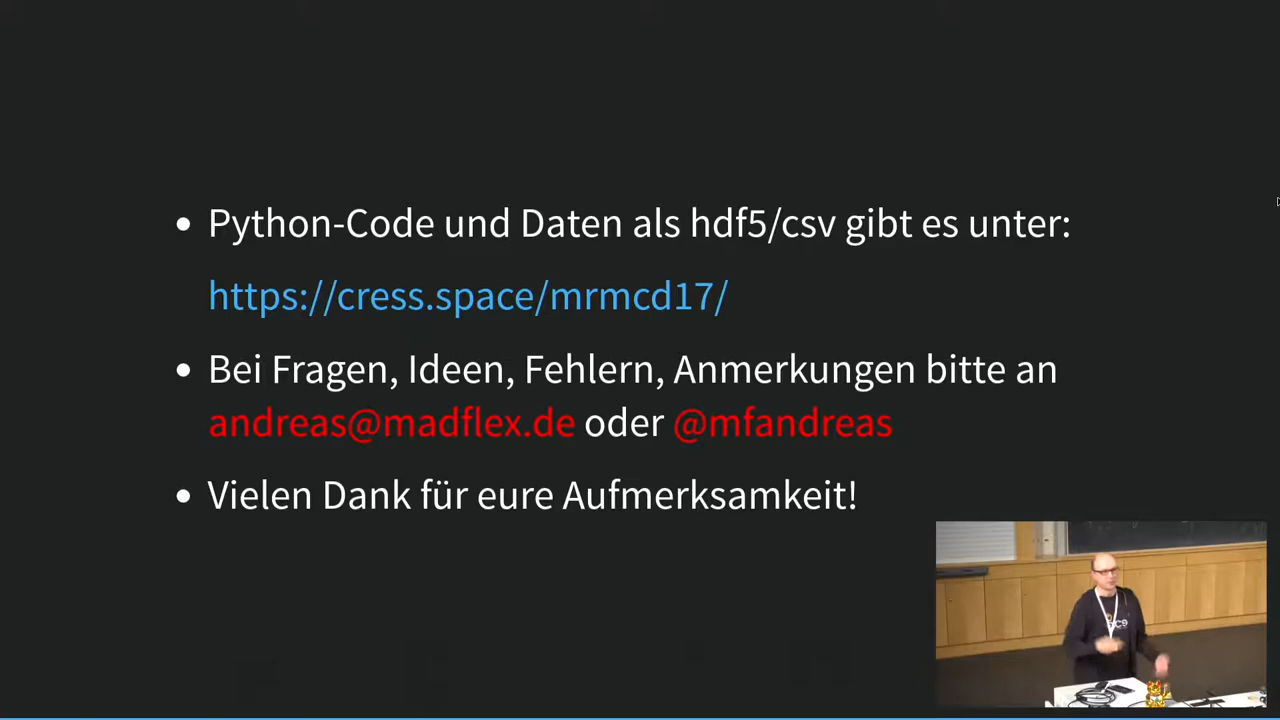 Python-Code und Daten als hdf5/csv gibt es unter:
https://cress.space/mrmcd17/
Bei Fragen, Ideen, Fehlern, Anmerkungen bitte an
andreas@madflex.de oder @mfandreas
Vielen Dank für eure Aufmerksamkeit!